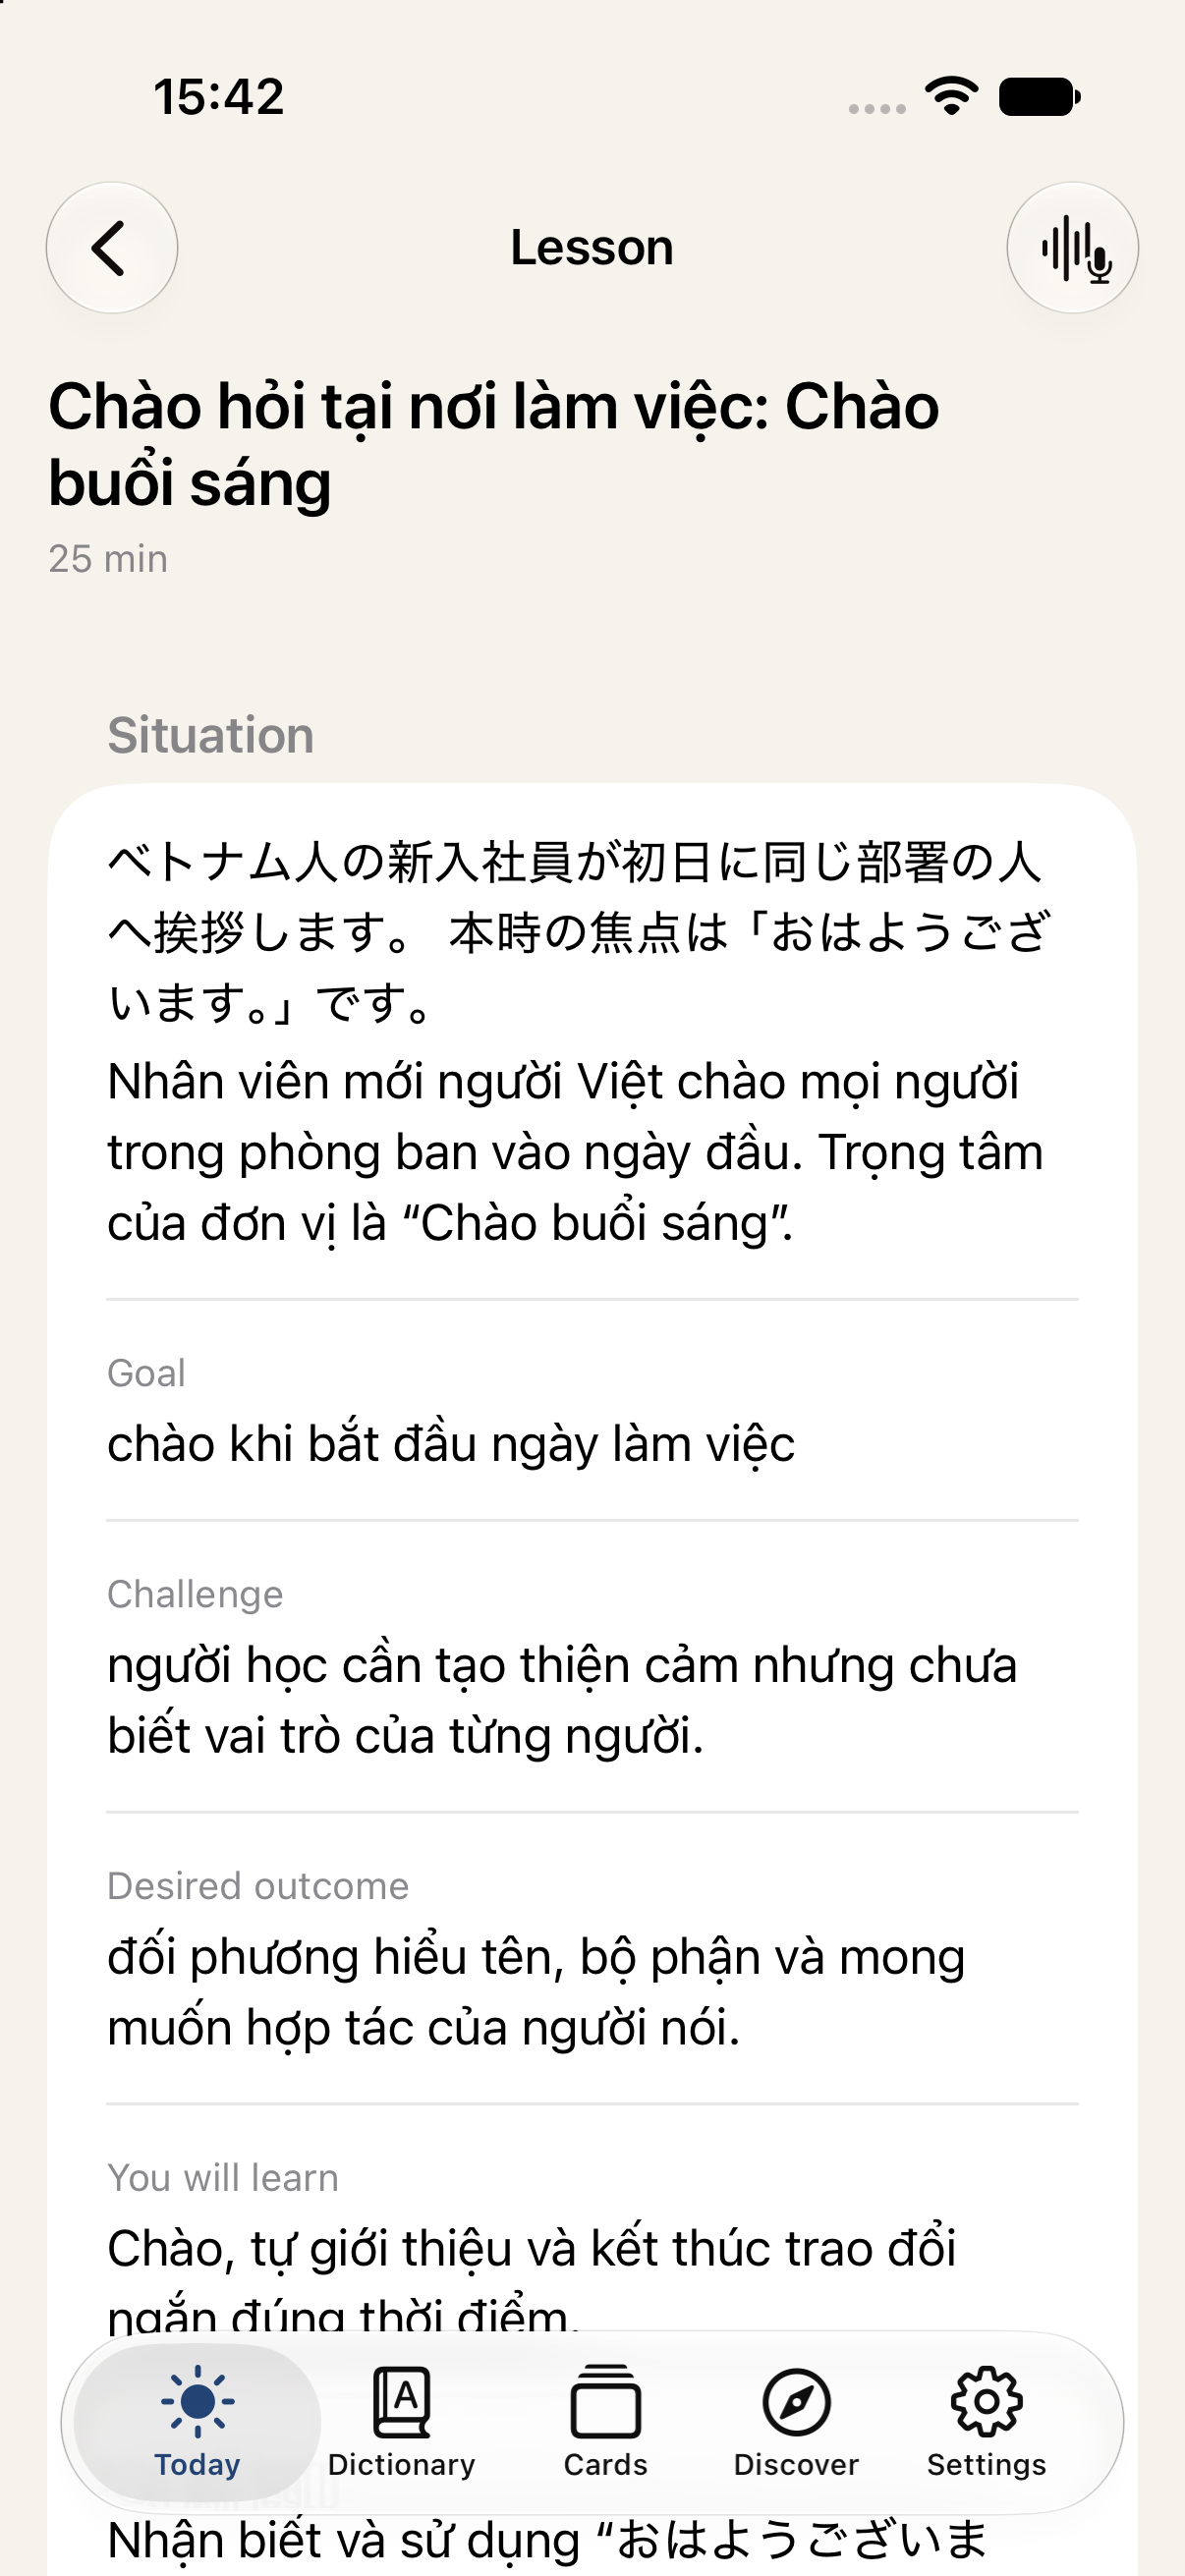 15:42
Lesson
Chào hỏi tại nơi làm việc: Chào
buổi sáng
25 min
Situation
ベトナム人の新入社員が初日に同じ部署の人
へ挨拶します。 本時の焦点は「おはようござ
います。」です。
Nhân viên mới người Việt chào mọi người
trong phòng ban vào ngày đầu. Trọng tâm
của đơn vị là “Chào buổi sáng”.
Goal
chào khi bắt đầu ngày làm việc
Challenge
người học cần tạo thiện cảm nhưng chưa
biết vai trò của từng người.
Desired outcome
đối phương hiểu tên, bộ phận và mong
muốn hợp tác của người nói.
You will learn
Chào, tự giới thiệu và kết thúc trao đổi
ngắn đúng thời điểm.
Today
Dictionary
Cards
Discover
Settings
Nhận biết và sử dụng “おはようございま